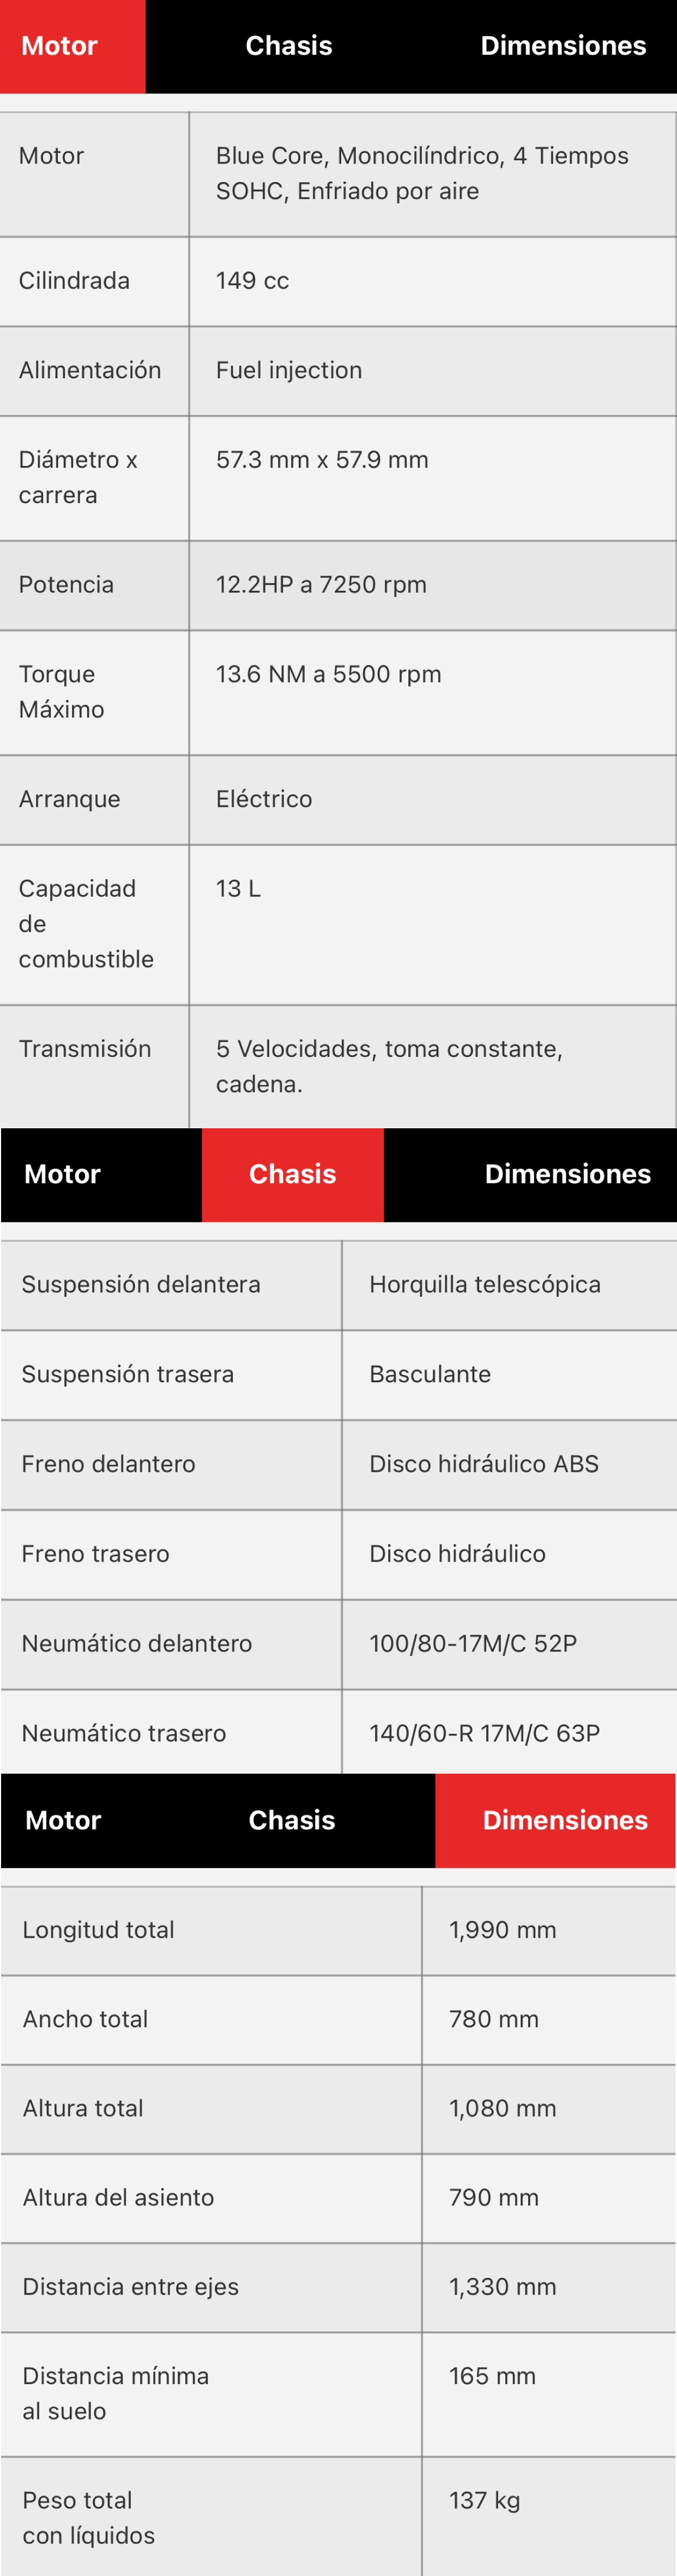 Motor Chasis Dimensiones
Motor Blue Core, Monocilíndrico, 4 Tiempos
SOHC, Enfriado por aire
Cilindrada 149 cc
Alimentación Fuel injection
Diámetro x 57.3 mm x 57.9 mm
carrera
Potencia 12.2HP a 7250 rpm
Torque 13.6 NM a 5500 rpm
Máximo
Arranque Eléctrico
Capacidad 13 L
de
combustible
Transmisión 5 Velocidades, toma constante,
cadena.
Motor Chasis Dimensiones
Suspensión delantera Horquilla telescópica
Suspensión trasera Basculante
Freno delantero Disco hidráulico ABS
Freno trasero Disco hidráulico
Neumático delantero 100/80-17M/C 52P
Neumático trasero 140/60-R 17M/C 63P
Motor Chasis Dimensiones
Longitud total 1,990 mm
Ancho total 780 mm
Altura total 1,080 mm
Altura del asiento 790 mm
Distancia entre ejes 1,330 mm
Distancia mínima 165 mm
al suelo
Peso total 137 kg
con líquidos